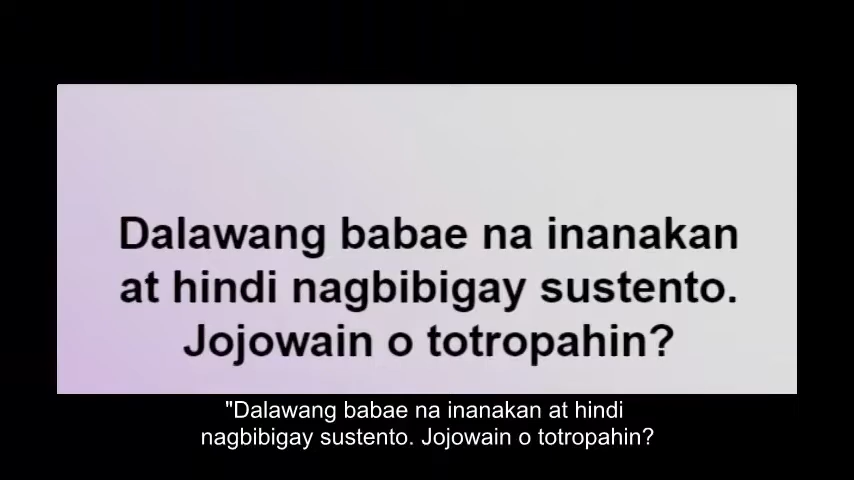 Dalawang babae na inanakan
at hindi nagbibigay sustento.
Jojowain o totropahin?
"Dalawang babae na inanakan at hindi
nagbibigay sustento. Jojowain o totropahin?